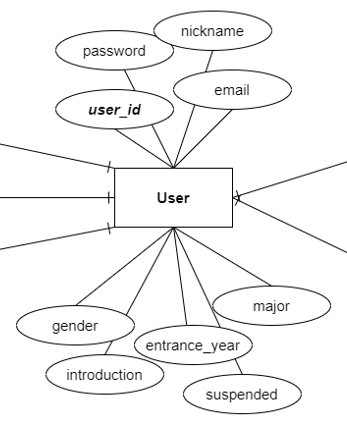 nickname
password
email
user_id
User
major
gender
entrance_year
introduction
suspended